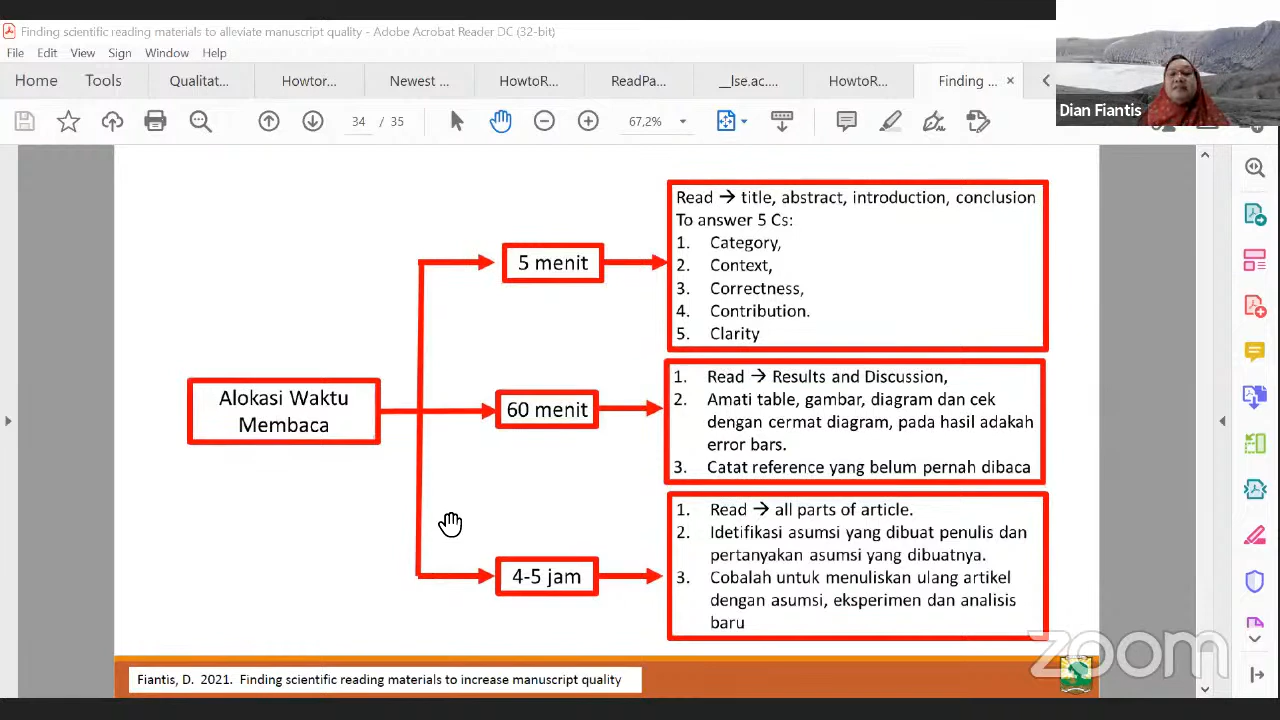 Finding scientific reading materials to alleviate manuscript quality - Adobe Acrobat Reader DC (32-bit)
File Edit View Sign Window Help
Home Tools Qualitat... Howtor... Newest ... HowtoR... ReadPa... __lse.ac.... HowtoR... Finding ... ×
Dian Fiantis
34 / 35 67,2%
Read → title, abstract, introduction, conclusion
To answer 5 Cs:
1. Category,
2. Context,
3. Correctness,
4. Contribution.
5. Clarity
5 menit
Alokasi Waktu
Membaca
60 menit
1. Read → Results and Discussion,
2. Amati table, gambar, diagram dan cek
dengan cermat diagram, pada hasil adakah
error bars.
3. Catat reference yang belum pernah dibaca
4-5 jam
1. Read → all parts of article.
2. Idetifikasi asumsi yang dibuat penulis dan
pertanyakan asumsi yang dibuatnya.
3. Cobalah untuk menuliskan ulang artikel
dengan asumsi, eksperimen dan analisis
baru
zoom
Fiantis, D. 2021. Finding scientific reading materials to increase manuscript quality